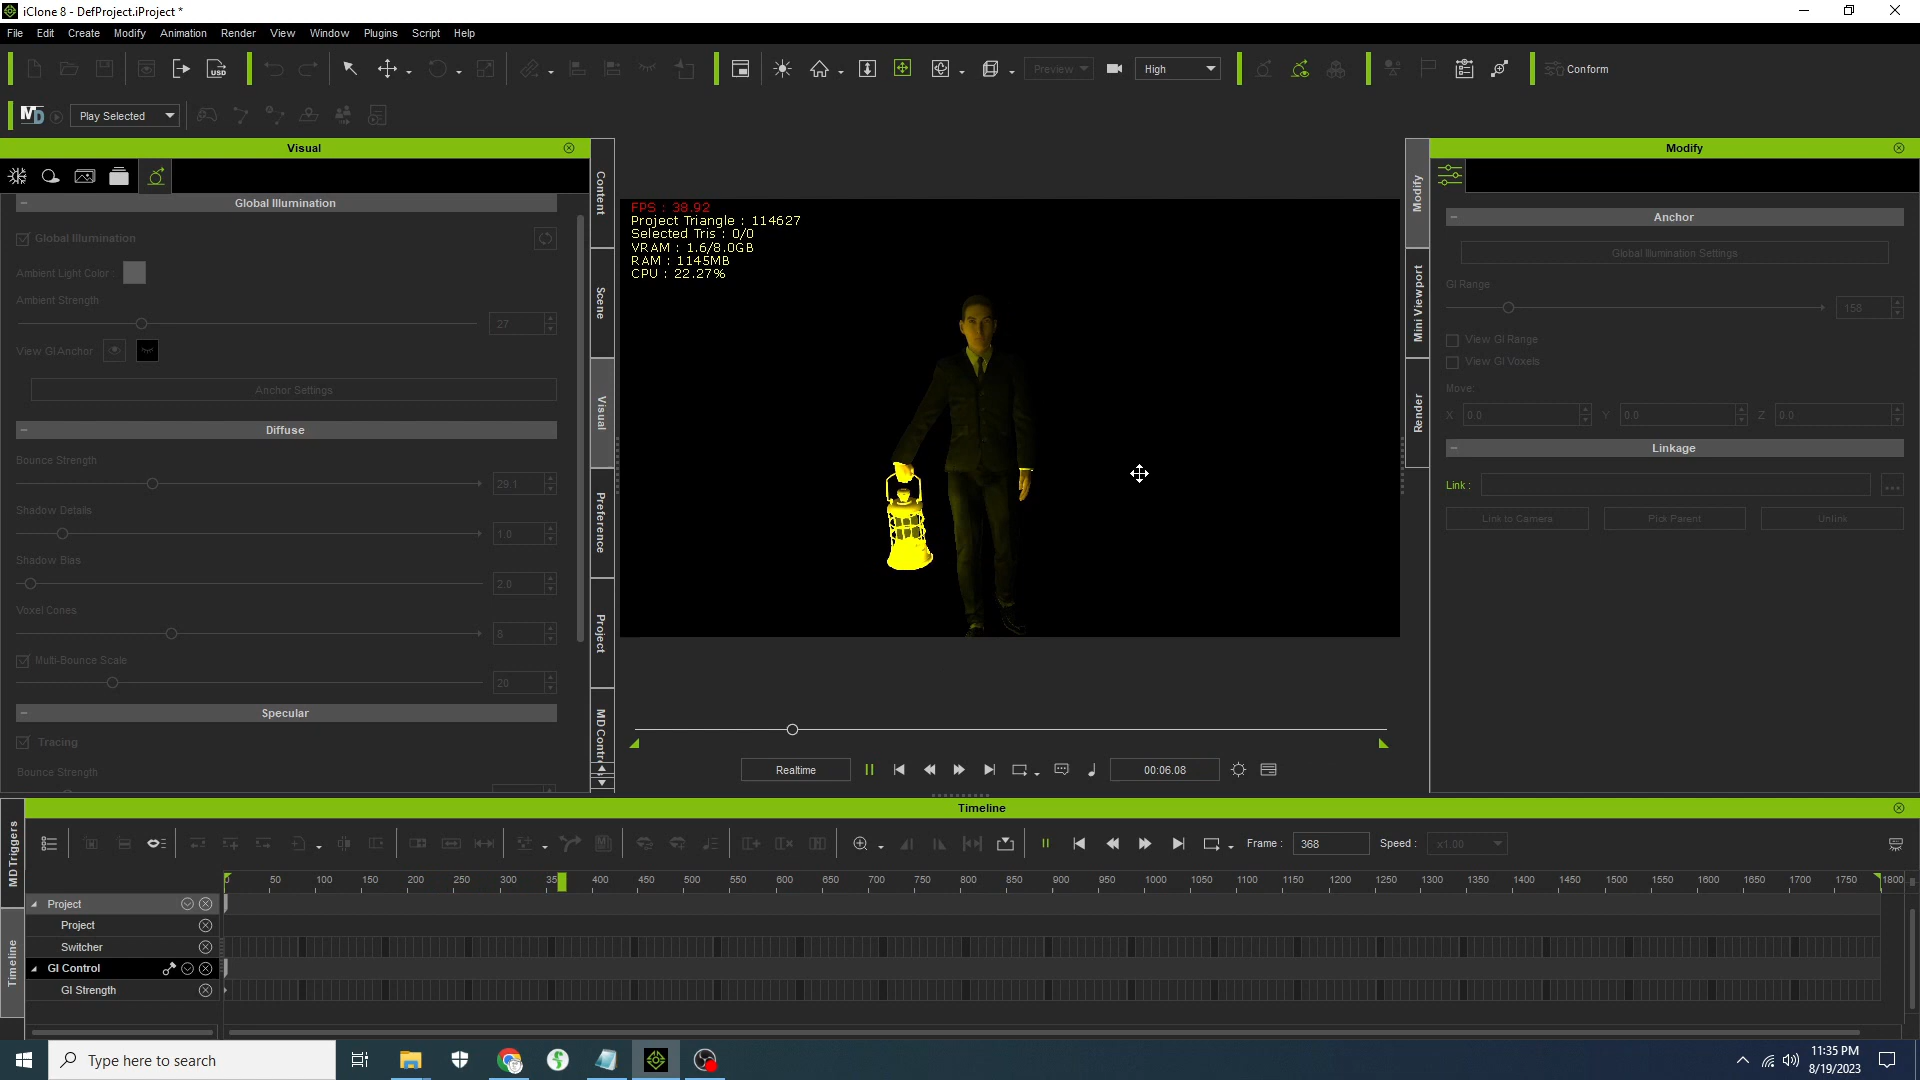 iClone 8 - DefProject.iProject *
File Edit Create Modify Animation Render View Window Plugins Script Help
USD Preview High Conform
MD Play Selected
Visual
Global Illumination
Global Illumination
Ambient Light Color :
Ambient Strength
27
View GI Anchor
Anchor Settings
Diffuse
Bounce Strength
29.1
Shadow Details
1.0
Shadow Bias
2.0
Voxel Cones
8
Multi-Bounce Scale
20
Specular
Tracing
Bounce Strength
Content
Scene
Visual
Preference
Project
MD Contr
FPS : 38.92
Project Triangle : 114627
Selected Tris : 0/0
VRAM : 1.6/8.0GB
RAM : 1145MB
CPU : 22.27%
Realtime 00:06.08
Modify
Mini Viewport
Render
Modify
Anchor
Global Illumination Settings
GI Range
158
View GI Range
View GI Voxels
Move:
X 0.0 Y 0.0 Z 0.0
Linkage
Link :
Link to Camera Pick Parent Unlink
Timeline
MD Triggers
Timeline
Frame : 368 Speed : x1.00
0 50 100 150 200 250 300 35 400 450 500 550 600 650 700 750 800 850 900 950 1000 1050 1100 1150 1200 1250 1300 1350 1400 1450 1500 1550 1600 1650 1700 1750 1800
Project
Project
Switcher
GI Control
GI Strength
Type here to search
11:35 PM
8/19/2023